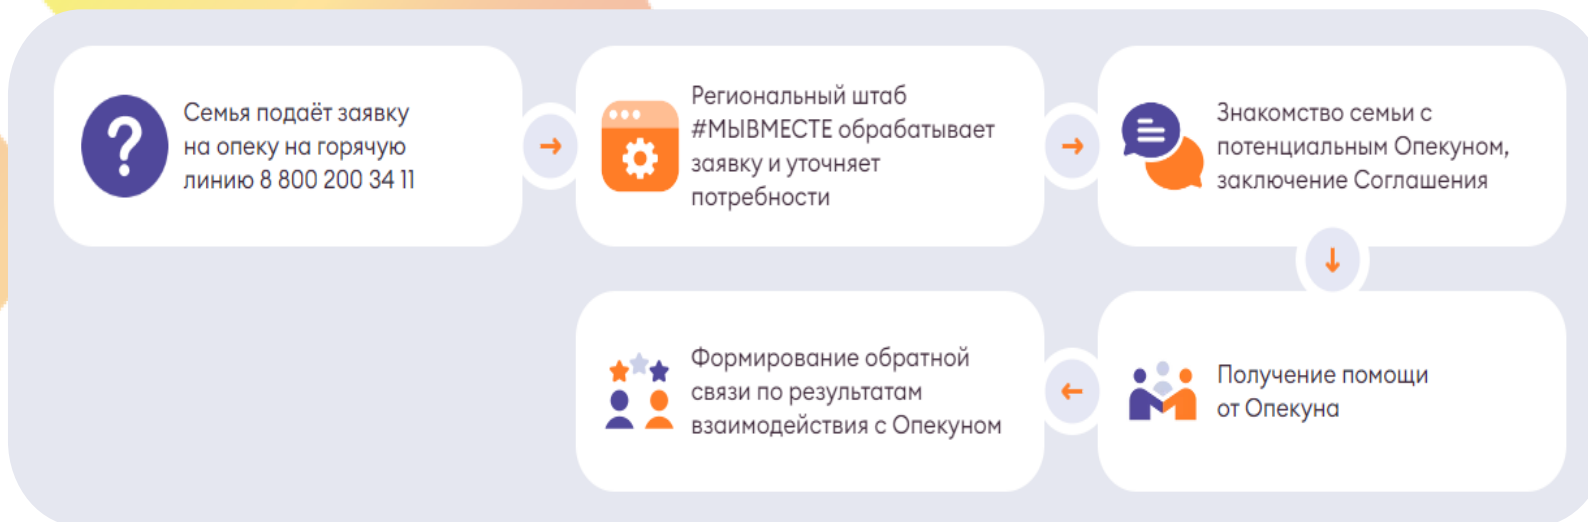 Семья подаёт заявку
на опеку на горячую
линию 8 800 200 34 11
Региональный штаб
#МЫВМЕСТЕ обрабатывает
заявку и уточняет
потребности
Знакомство семьи с
потенциальным Опекуном,
заключение Соглашения
Получение помощи
от Опекуна
Формирование обратной
связи по результатам
взаимодействия с Опекуном